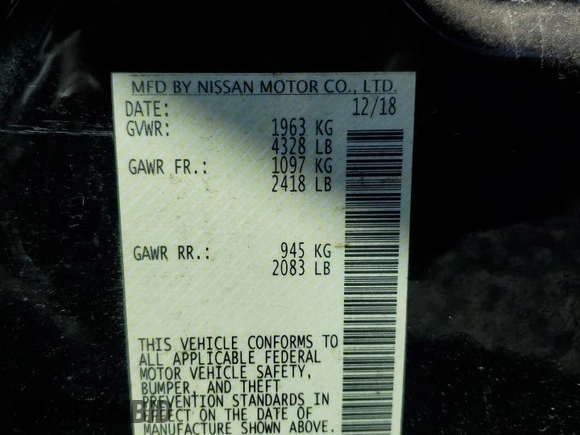 MFD BY NISSAN MOTOR CO., LTD.
DATE: 12/18
GVWR: 1963 KG
4328 LB
GAWR FR.: 1097 KG
2418 LB
GAWR RR.: 945 KG
2083 LB
THIS VEHICLE CONFORMS TO
ALL APPLICABLE FEDERAL
MOTOR VEHICLE SAFETY,
BUMPER, AND THEFT
PREVENTION STANDARDS IN
EFFECT ON THE DATE OF
MANUFACTURE SHOWN ABOVE.